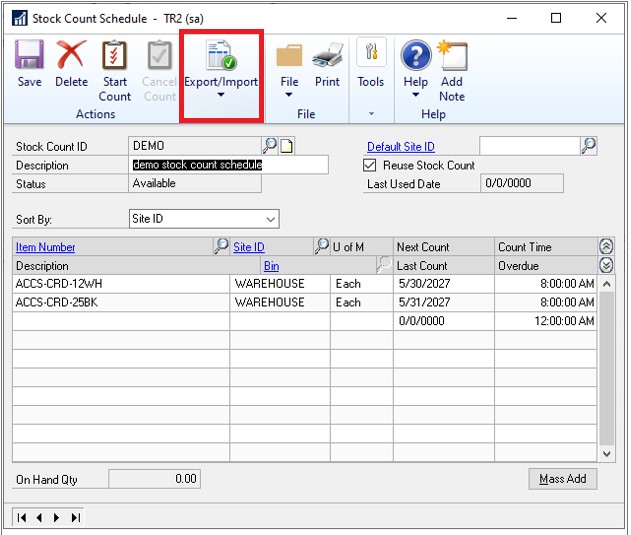 Stock Count Schedule  -  TR2 (sa)
Save Delete Start Count Cancel Count Export/Import File Print Tools Help Add Note
Actions File Help
Stock Count ID DEMO Default Site ID
Description demo stock count schedule Reuse Stock Count
Status Available Last Used Date 0/0/0000
Sort By: Site ID
Item Number Site ID U of M Next Count Count Time
Description Bin Last Count Overdue
ACCS-CRD-12WH WAREHOUSE Each 5/30/2027 8:00:00 AM
ACCS-CRD-25BK WAREHOUSE Each 5/31/2027 8:00:00 AM
0/0/0000 12:00:00 AM
On Hand Qty 0.00 Mass Add